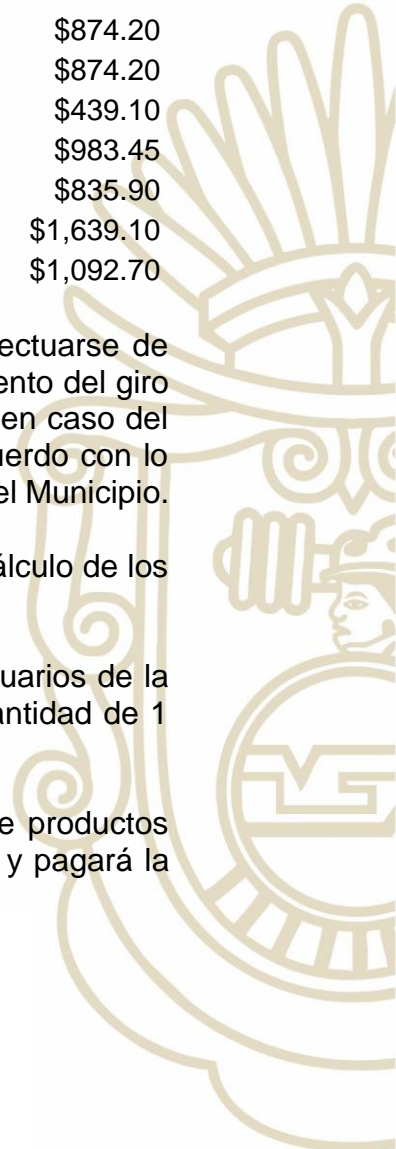 $874.20
$874.20
$439.10
$983.45
$835.90
$1,639.10
$1,092.70
ectuarse de
ento del giro
en caso del
uerdo con lo
el Municipio.
álculo de los
uarios de la
antidad de 1
e productos
y pagará la